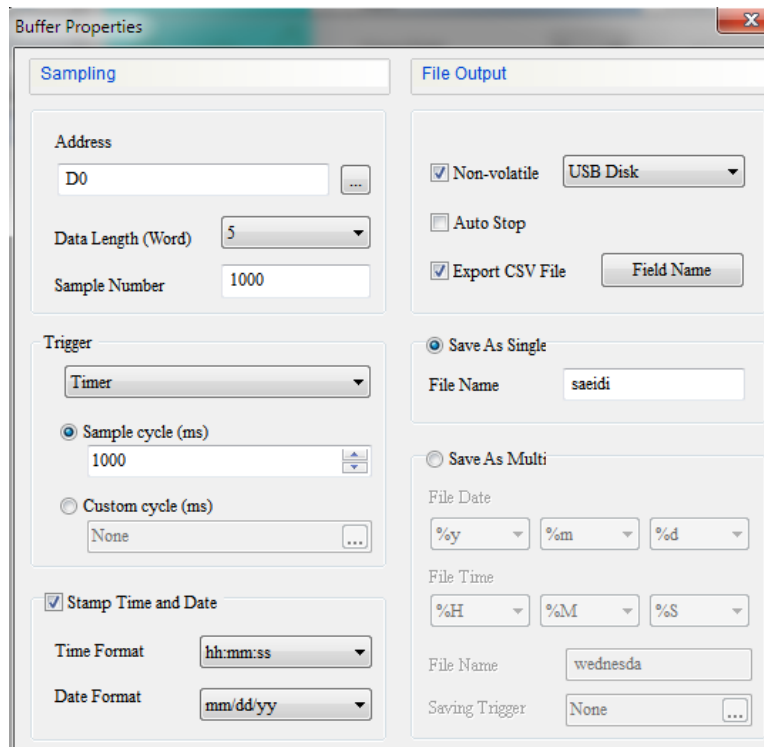 Buffer Properties
Sampling
Address
D0
...
Data Length (Word)
5
Sample Number
1000
Trigger
Timer
Sample cycle (ms)
1000
Custom cycle (ms)
None
...
Stamp Time and Date
Time Format
hh:mm:ss
Date Format
mm/dd/yy
File Output
Non-volatile
USB Disk
Auto Stop
Export CSV File
Field Name
Save As Single
File Name
saeidi
Save As Multi
File Date
%y
%m
%d
File Time
%H
%M
%S
File Name
wednesda
Saving Trigger
None
...